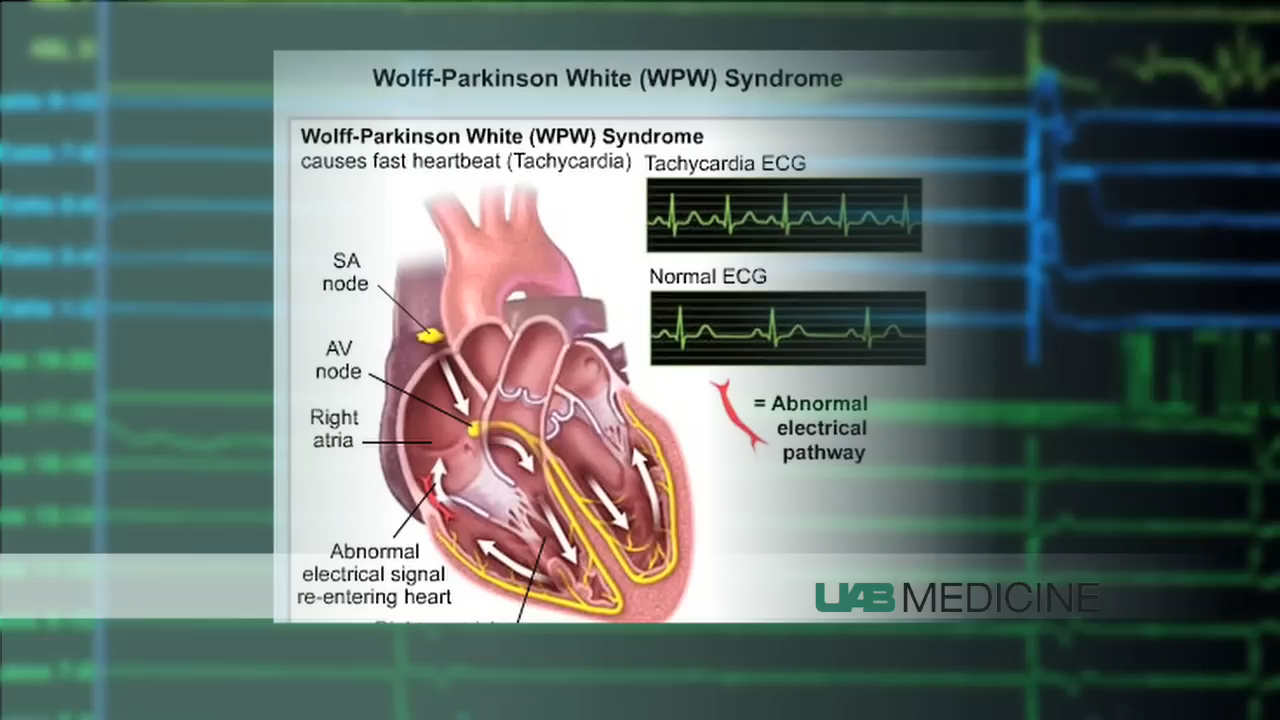 Wolff-Parkinson White (WPW) Syndrome
Wolff-Parkinson White (WPW) Syndrome
causes fast heartbeat (Tachycardia)
Tachycardia ECG
SA
node
Normal ECG
AV
node
Right
atria
= Abnormal
electrical
pathway
Abnormal
electrical signal
re-entering heart
UAB MEDICINE